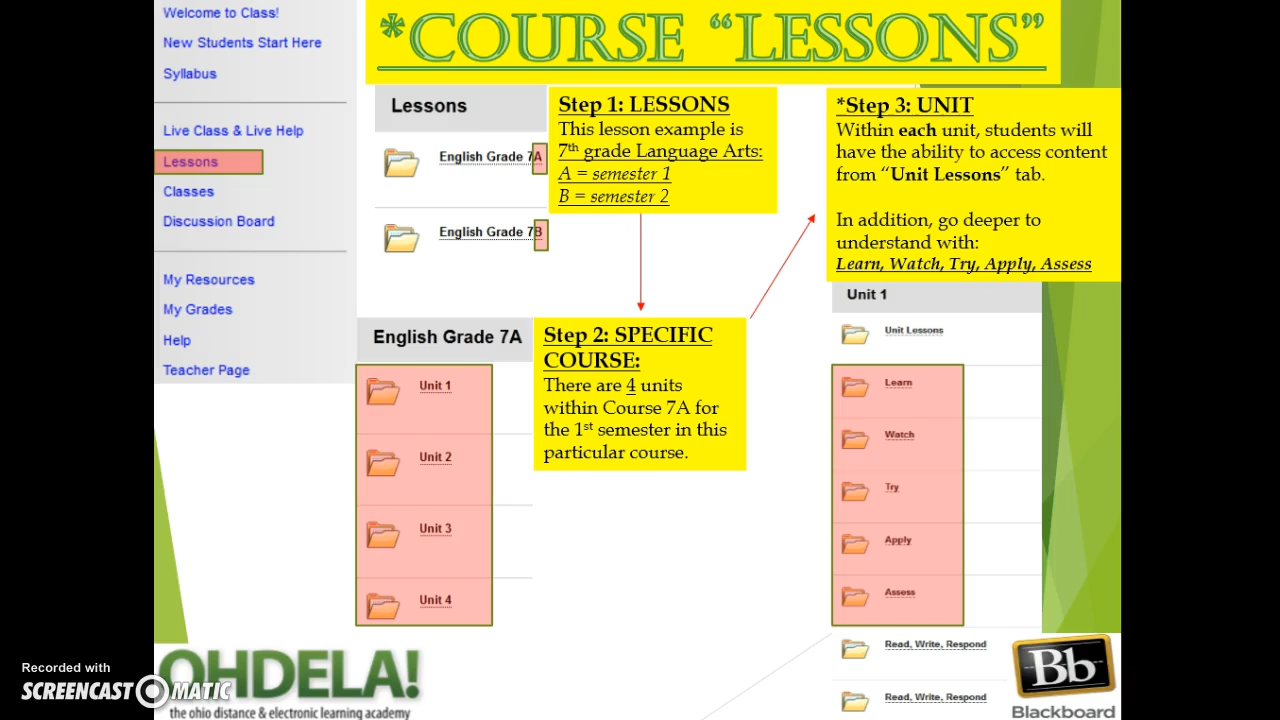 *COURSE “LESSONS”
Welcome to Class!
New Students Start Here
Syllabus
Live Class & Live Help
Lessons
Classes
Discussion Board
My Resources
My Grades
Help
Teacher Page
Lessons
English Grade 7A
English Grade 7B
Step 1: LESSONS
This lesson example is
7th grade Language Arts:
A = semester 1
B = semester 2
English Grade 7A
Unit 1
Unit 2
Unit 3
Unit 4
Step 2: SPECIFIC
COURSE:
There are 4 units
within Course 7A for
the 1st semester in this
particular course.
*Step 3: UNIT
Within each unit, students will
have the ability to access content
from “Unit Lessons” tab.
In addition, go deeper to
understand with:
Learn, Watch, Try, Apply, Assess
Unit 1
Unit Lessons
Learn
Watch
Try
Apply
Assess
Read, Write, Respond
Read, Write, Respond
OHDELA!
the ohio distance & electronic learning academy
Bb
Blackboard
Recorded with
SCREENCAST MATIC